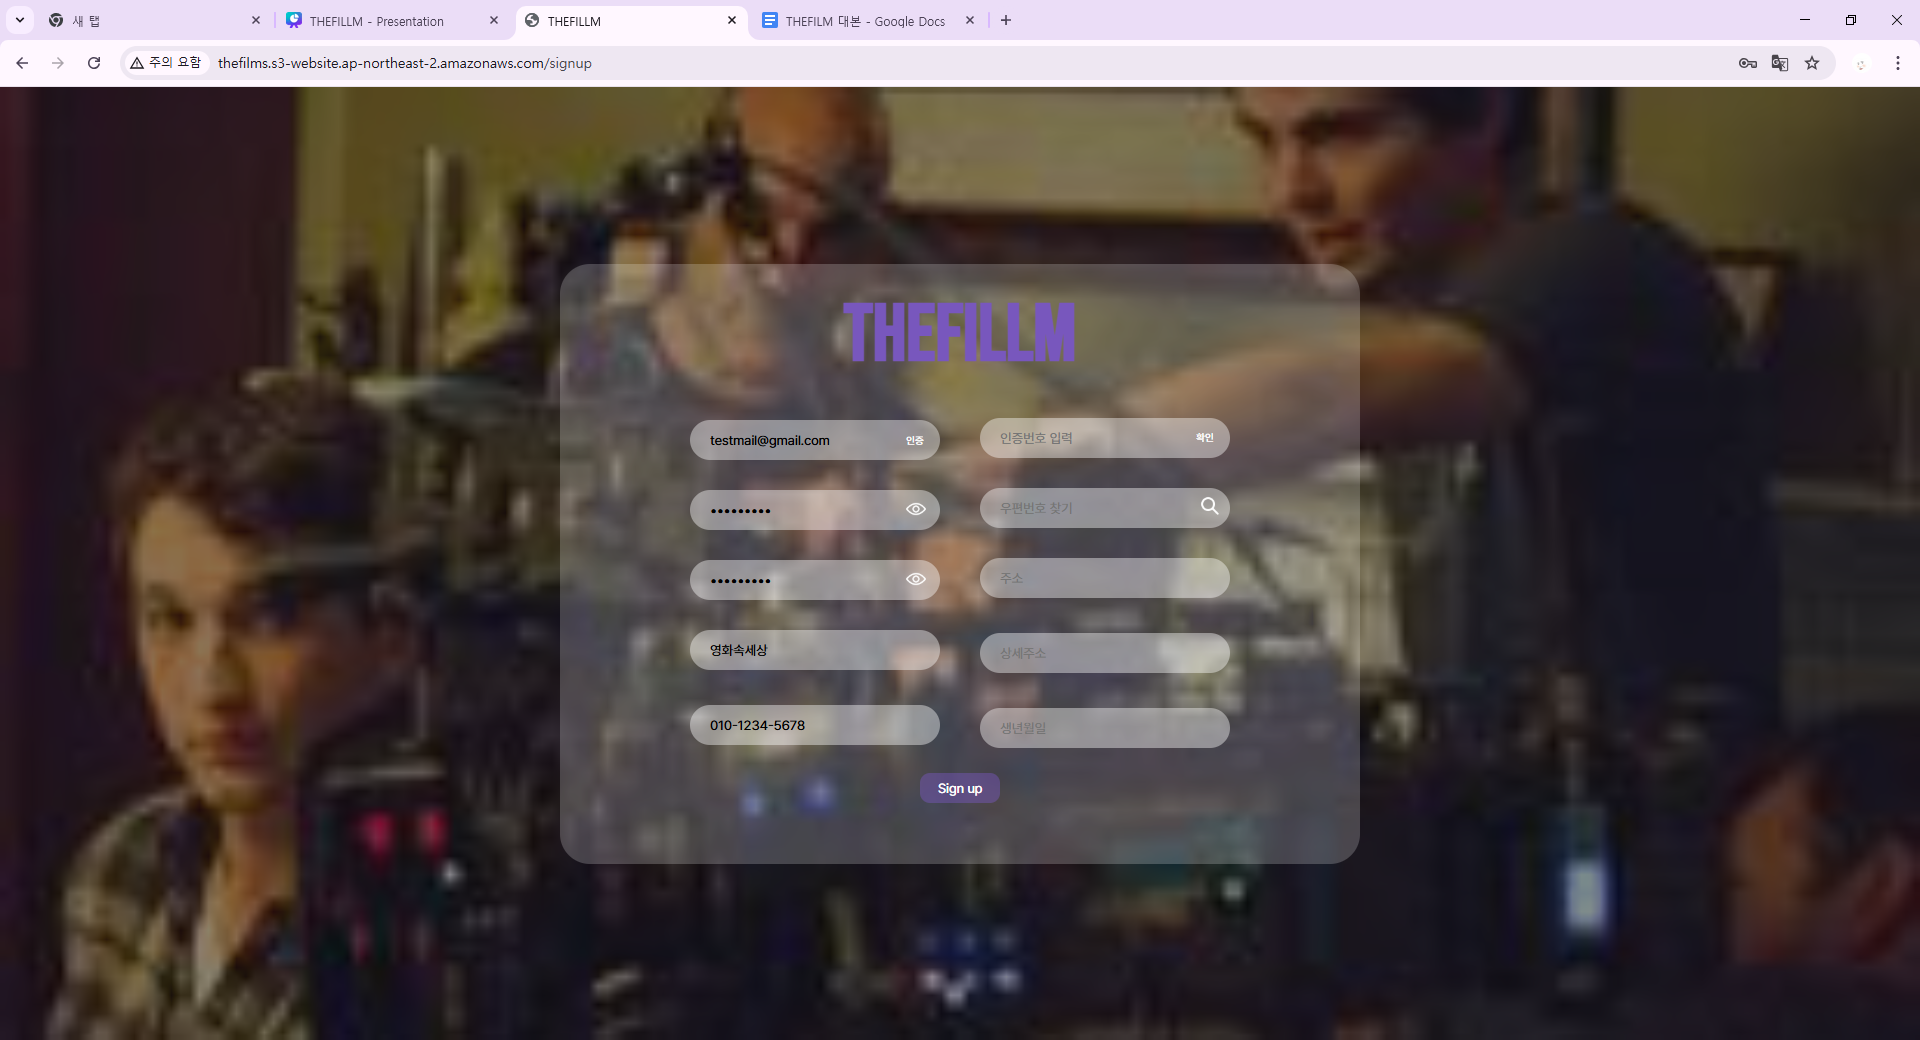 새 탭
THEFILLM - Presentation
THEFILLM
THEFILM 대본 - Google Docs
주의 요함
thefilms.s3-website.ap-northeast-2.amazonaws.com/signup
THEFILLM
testmail@gmail.com 인증
인증번호 입력 확인
•••••••••
우편번호 찾기
•••••••••
주소
영화속세상
상세주소
010-1234-5678
생년월일
Sign up